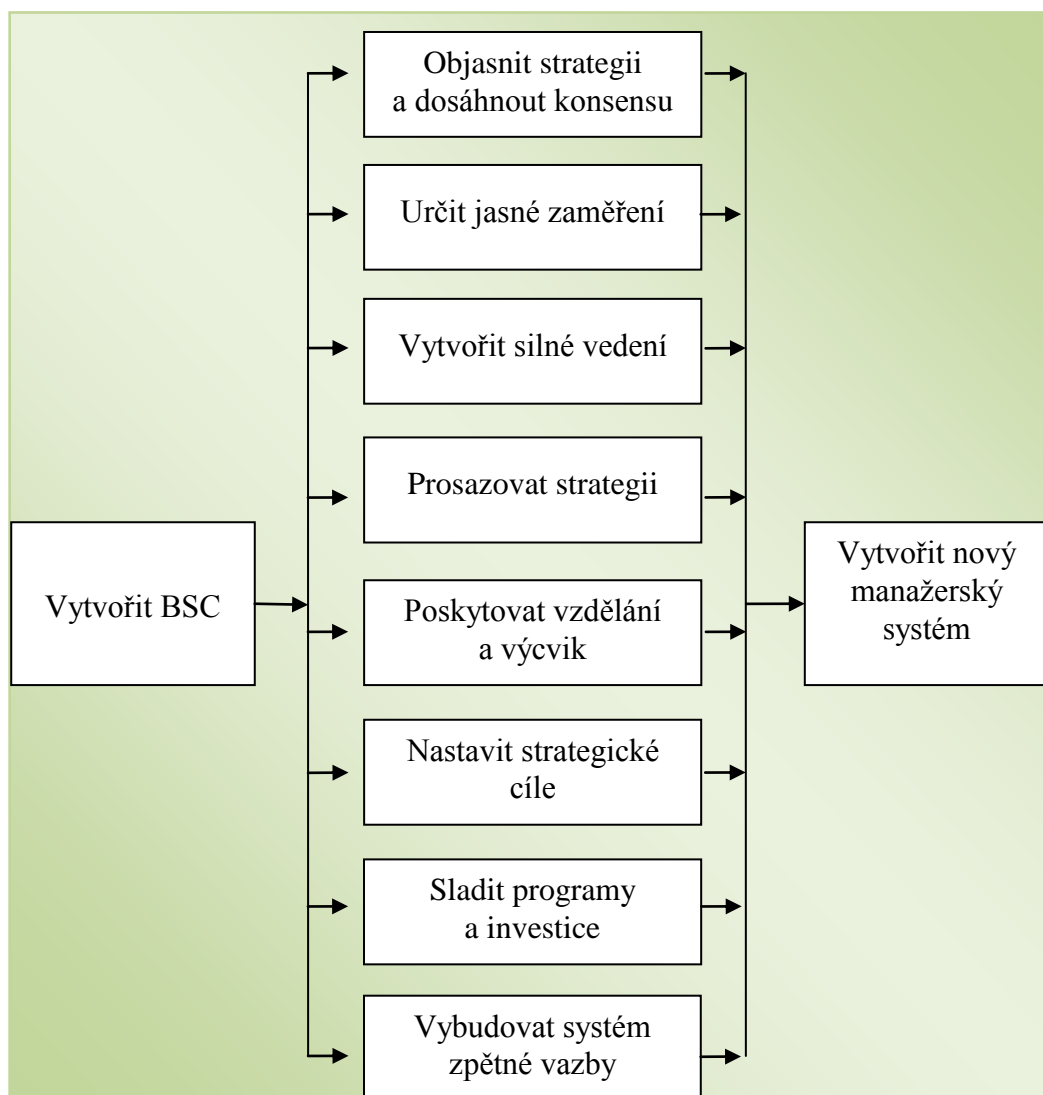 Objasnit strategii
a dosáhnout konsensu
Určit jasné zaměření
Vytvořit silné vedení
Prosazovat strategii
Vytvořit BSC
Poskytovat vzdělání
a výcvik
Vytvořit nový
manažerský
systém
Nastavit strategické
cíle
Sladit programy
a investice
Vybudovat systém
zpětné vazby